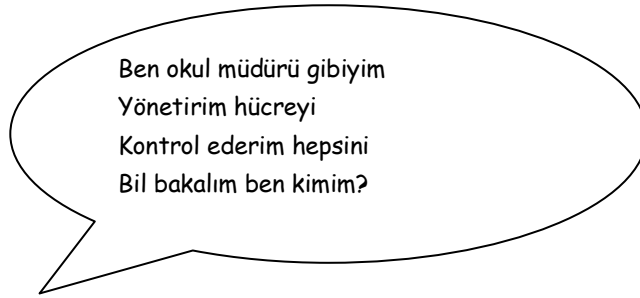 Ben okul müdürü gibiyim
Yönetirim hücreyi
Kontrol ederim hepsini
Bil bakalım ben kimim?